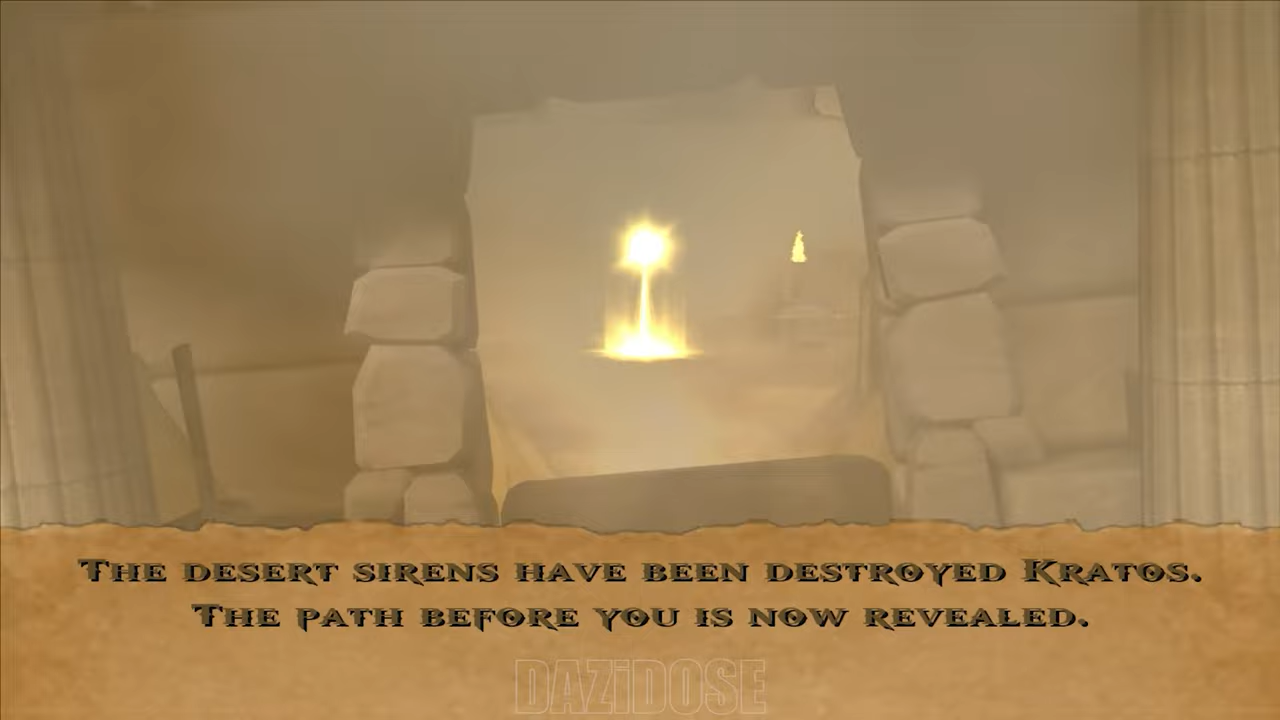 The desert sirens have been destroyed Kratos.
The path before you is now revealed.
DAZiDOSE